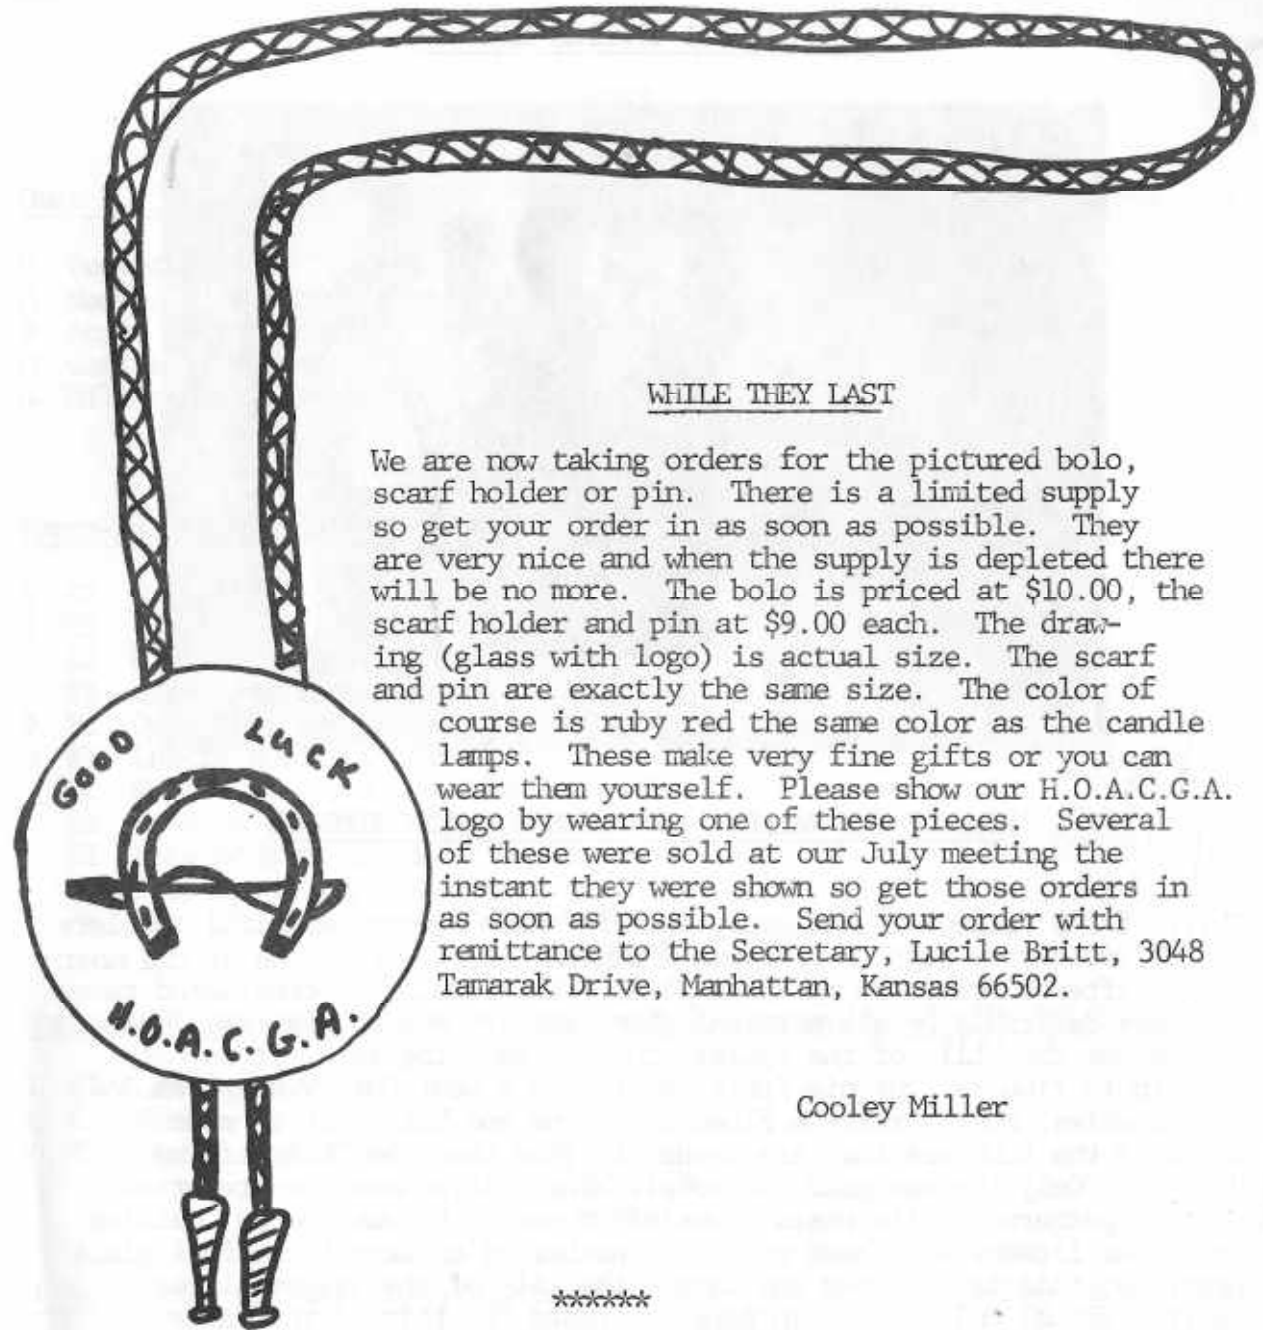 WHILE THEY LAST
We are now taking orders for the pictured bolo,
scarf holder or pin. There is a limited supply
so get your order in as soon as possible. They
are very nice and when the supply is depleted there
will be no more. The bolo is priced at $10.00, the
scarf holder and pin at $9.00 each. The draw-
ing (glass with logo) is actual size. The scarf
and pin are exactly the same size. The color of
course is ruby red the same color as the candle
lamps. These make very fine gifts or you can
wear them yourself. Please show our H.O.A.C.G.A.
logo by wearing one of these pieces. Several
of these were sold at our July meeting the
instant they were shown so get those orders in
as soon as possible. Send your order with
remittance to the Secretary, Lucile Britt, 3048
Tamarak Drive, Manhattan, Kansas 66502.
Cooley Miller
GOOD LUCK
H.O.A.C.G.A.
******